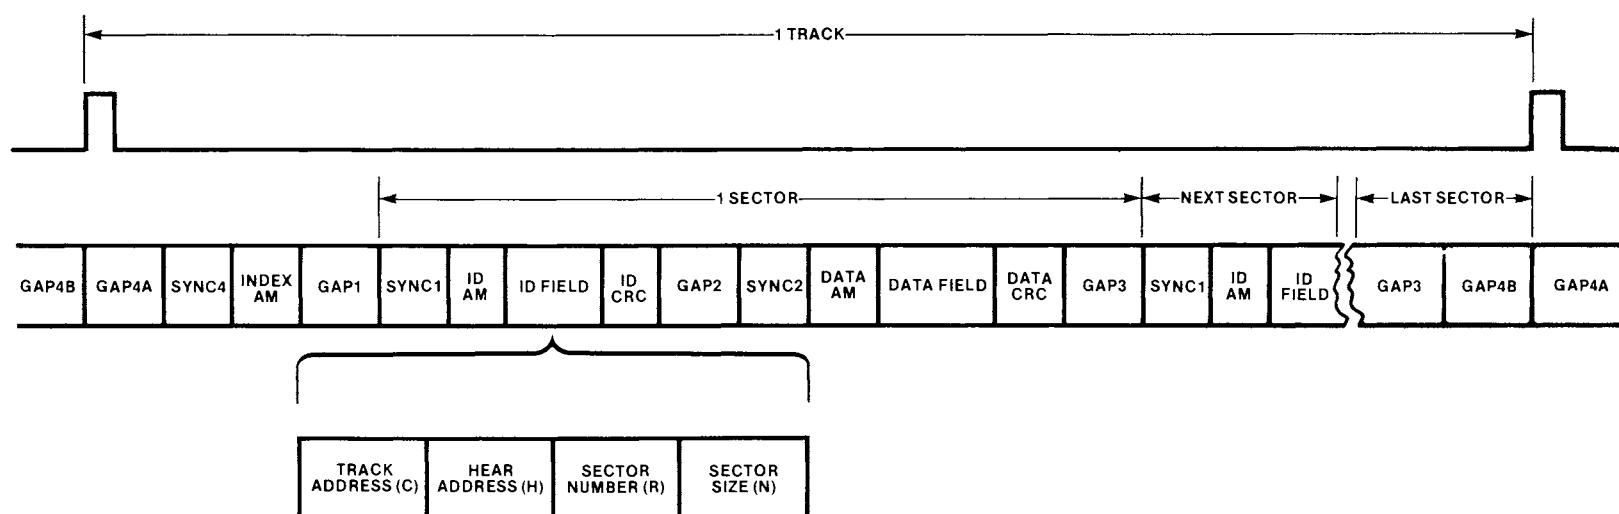 1 TRACK
1 SECTOR
NEXT SECTOR
LAST SECTOR
GAP4B
GAP4A
SYNC4
INDEX
AM
GAP1
SYNC1
ID
AM
ID FIELD
ID
CRC
GAP2
SYNC2
DATA
AM
DATA FIELD
DATA
CRC
GAP3
SYNC1
ID
AM
ID
FIELD
GAP3
GAP4B
GAP4A
TRACK
ADDRESS (C)
HEAR
ADDRESS (H)
SECTOR
NUMBER (R)
SECTOR
SIZE (N)